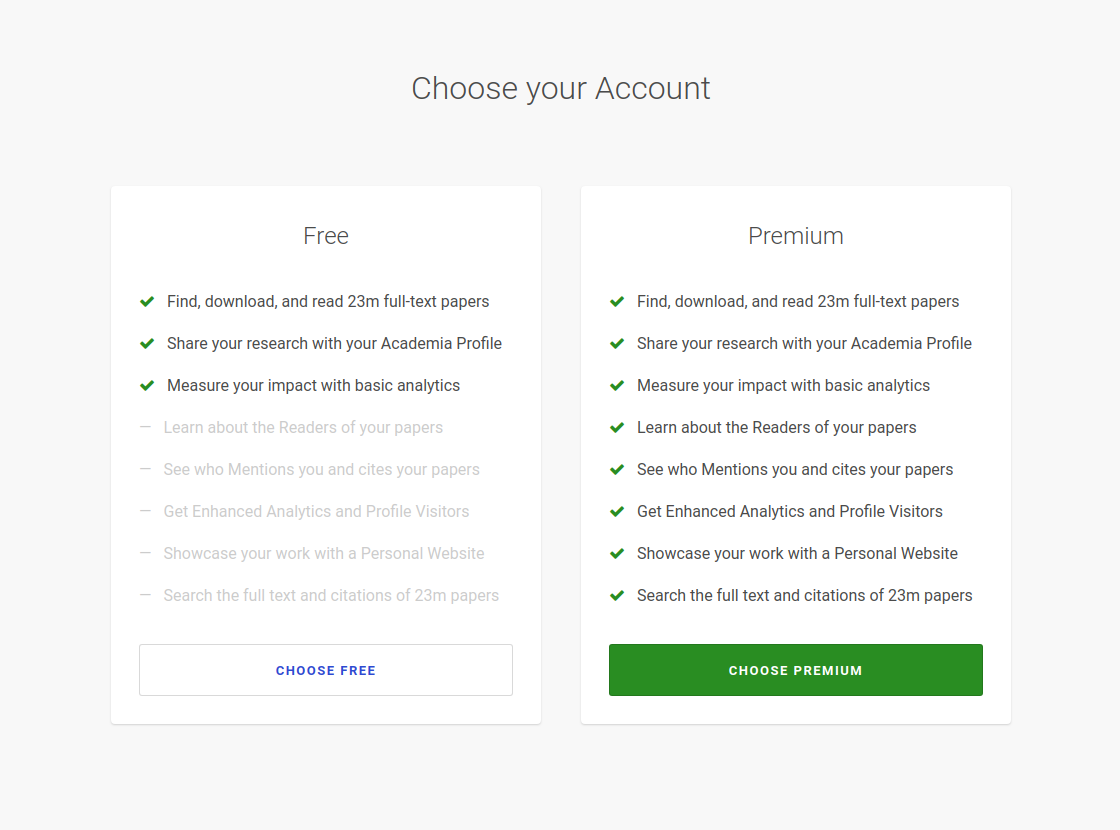 Choose your Account
Free
Find, download, and read 23m full-text papers
Share your research with your Academia Profile
Measure your impact with basic analytics
Learn about the Readers of your papers
See who Mentions you and cites your papers
Get Enhanced Analytics and Profile Visitors
Showcase your work with a Personal Website
Search the full text and citations of 23m papers
CHOOSE FREE
Premium
Find, download, and read 23m full-text papers
Share your research with your Academia Profile
Measure your impact with basic analytics
Learn about the Readers of your papers
See who Mentions you and cites your papers
Get Enhanced Analytics and Profile Visitors
Showcase your work with a Personal Website
Search the full text and citations of 23m papers
CHOOSE PREMIUM